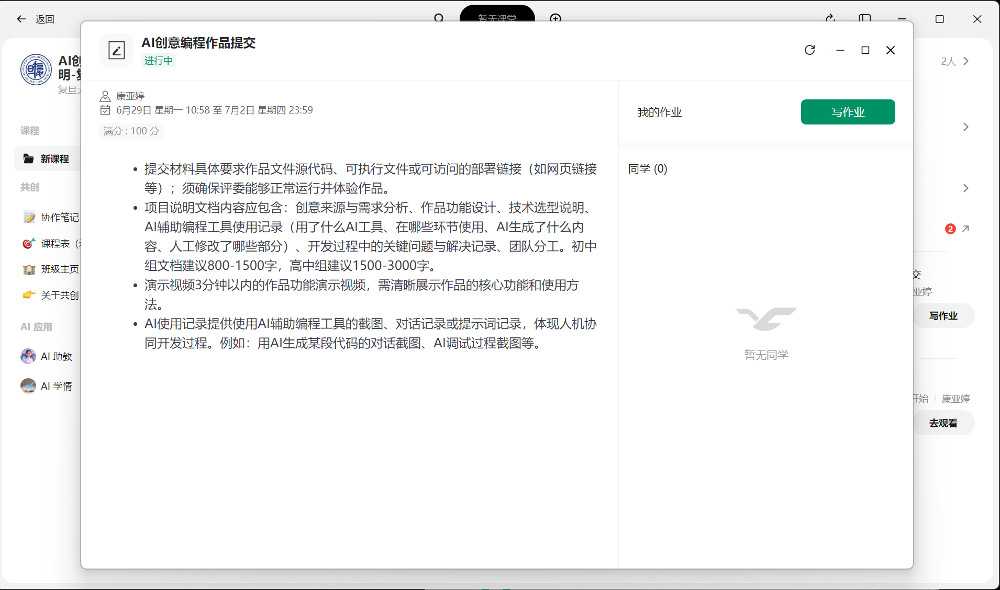 返回
暂无课堂
AI创意编程作品提交
进行中
AI创
明-复
复旦大
2人
康亚婷
6月29日 星期一 10:58 至 7月2日 星期四 23:59
满分 : 100 分
我的作业
写作业
课程
新课程
共创
协作笔记
课程表（
班级主页
关于共创
AI 应用
AI 助教
AI 学情
提交材料具体要求作品文件源代码、可执行文件或可访问的部署链接（如网页链接
等）；须确保评委能够正常运行并体验作品。
项目说明文档内容应包含：创意来源与需求分析、作品功能设计、技术选型说明、
AI辅助编程工具使用记录（用了什么AI工具、在哪些环节使用、AI生成了什么内
容、人工修改了哪些部分）、开发过程中的关键问题与解决记录、团队分工。初中
组文档建议800-1500字，高中组建议1500-3000字。
演示视频3分钟以内的作品功能演示视频，需清晰展示作品的核心功能和使用方
法。
AI使用记录提供使用AI辅助编程工具的截图、对话记录或提示词记录，体现人机协
同开发过程。例如：用AI生成某段代码的对话截图、AI调试过程截图等。
同学 (0)
暂无同学
2
交
亚婷
写作业
开始
康亚婷
去观看